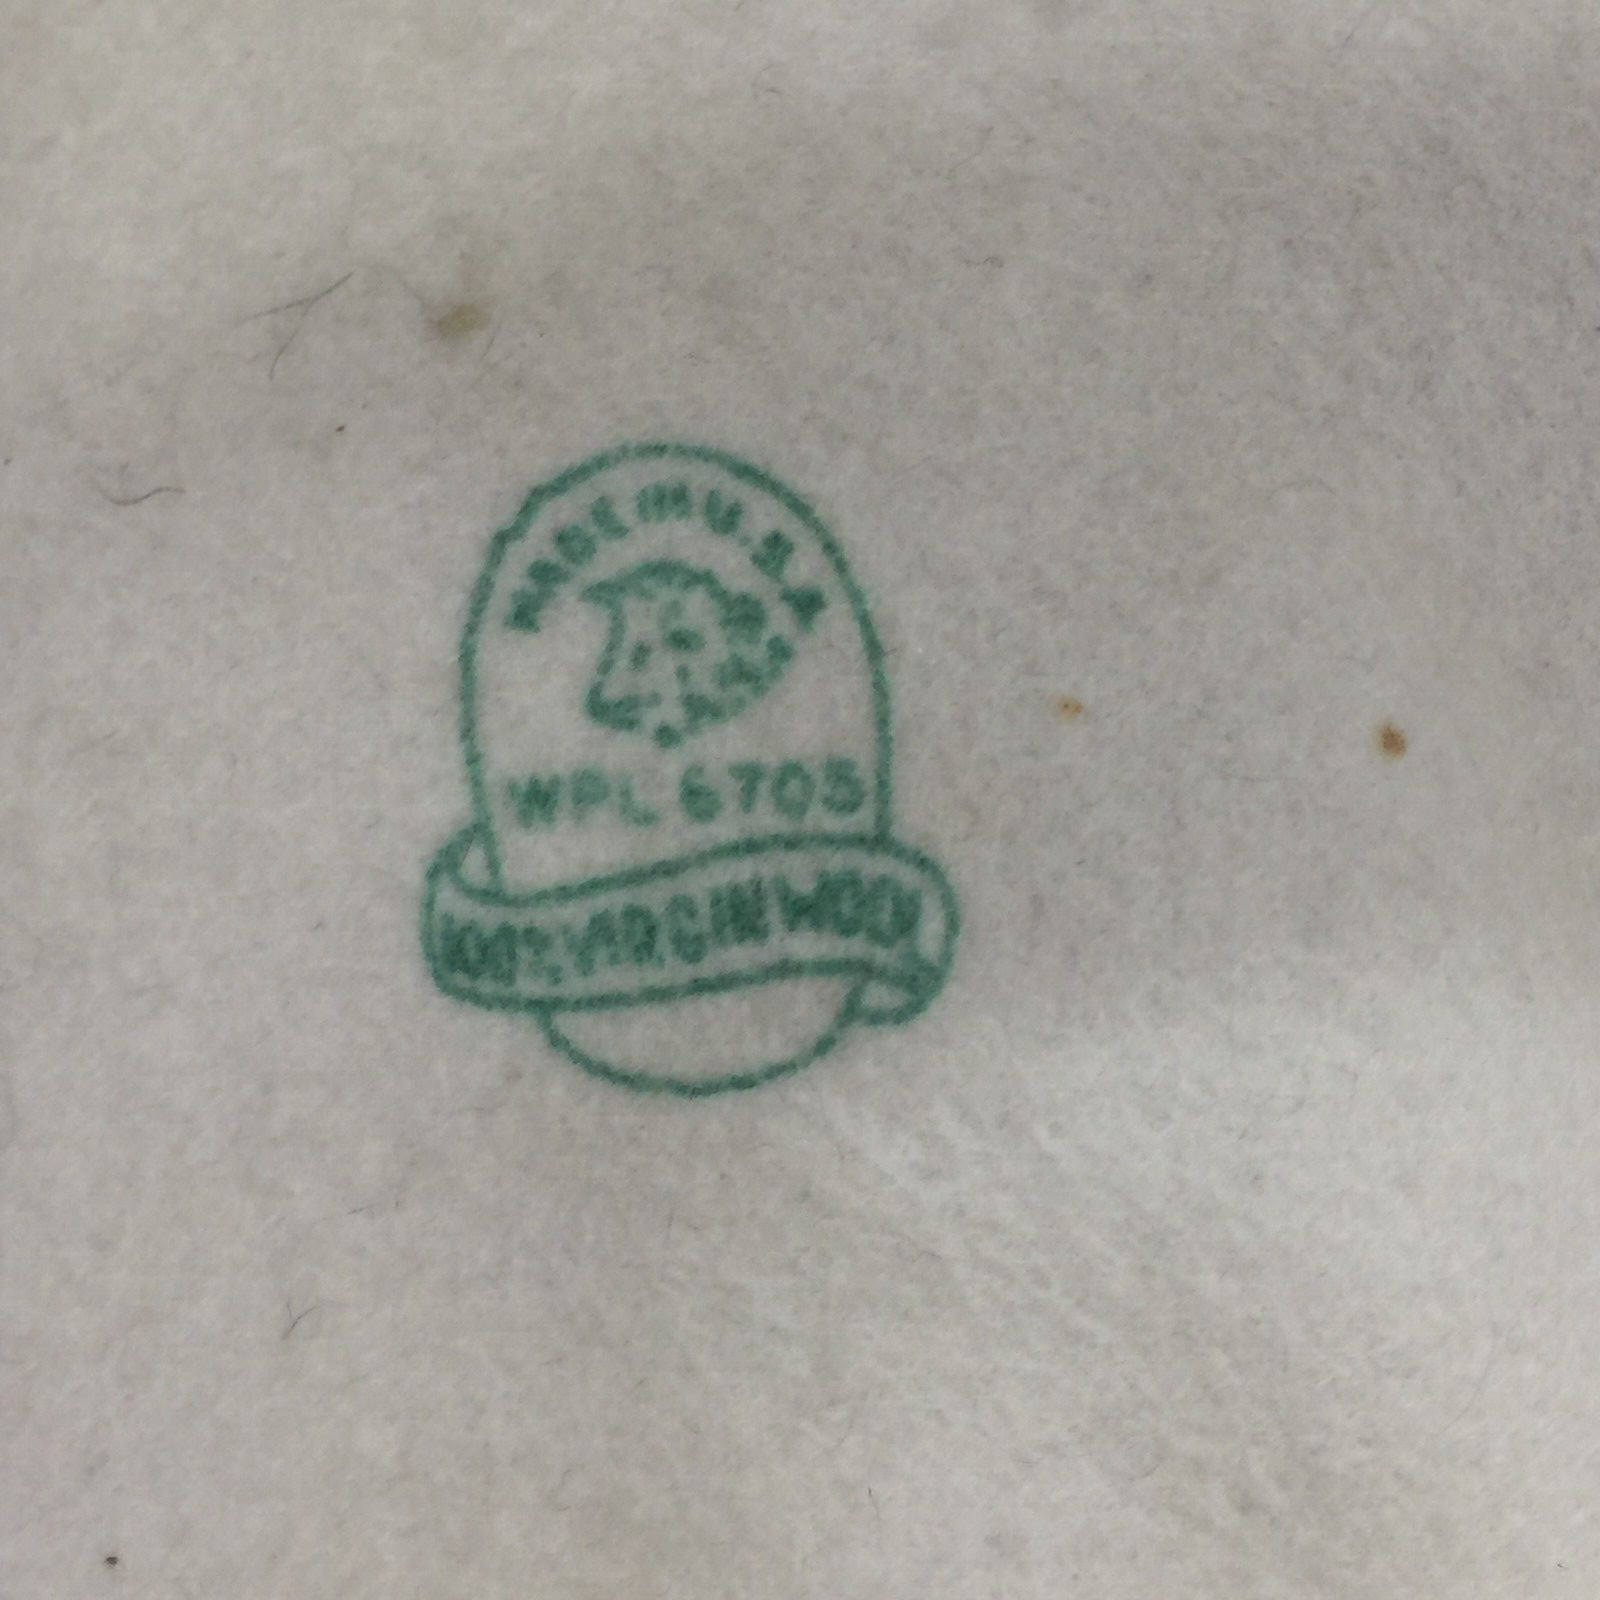 MADE IN U.S.A
WPL 6705
100% VIRGIN WOOL